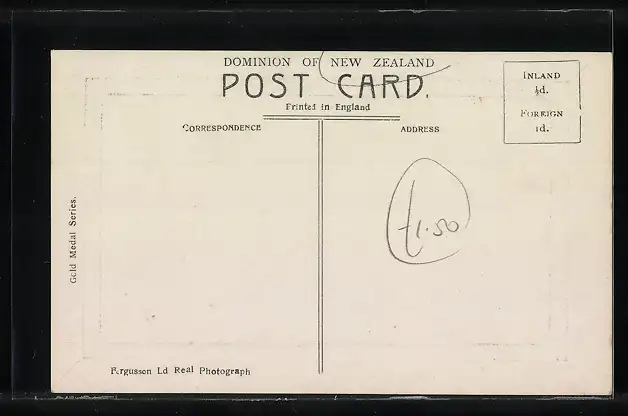 DOMINION OF NEW ZEALAND
POST CARD.
Printed in England
CORRESPONDENCE
ADDRESS
INLAND
½d.
FOREIGN
1d.
£1.50
Gold Medal Series.
Fergusson Ld Real Photograph